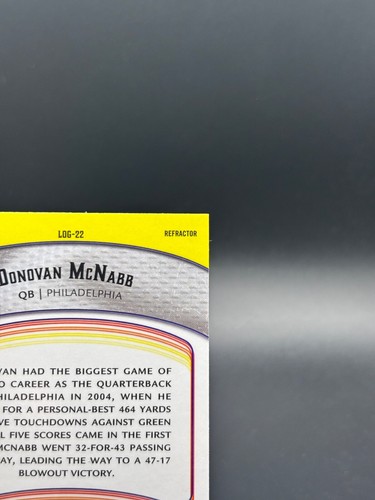 LOG-22 REFRACTOR
DONOVAN MCNABB
QB | PHILADELPHIA
HAD THE BIGGEST GAME OF
CAREER AS THE QUARTERBACK
IN 2004, WHEN HE
FOR A PERSONAL-BEST 464 YARDS
TOUCHDOWNS AGAINST GREEN
FIVE SCORES CAME IN THE FIRST
MCNABB WENT 32-FOR-43 PASSING
LEADING THE WAY TO A 47-17
BLOWOUT VICTORY.